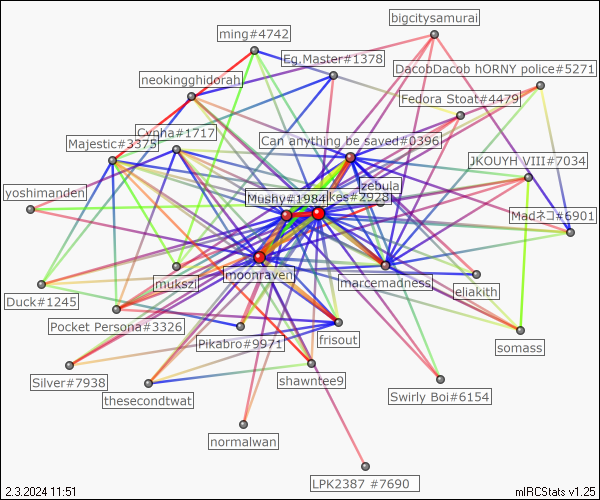 bigcitysamurai
ming#4742
Eg.Master#1378
DacobDacob hORNY police#5271
neokingghidorah
Fedora Stoat#4479
Cynha#1717
Can anything be saved#0396
Majestic#3375
JKOUYH VIII#7034
zebula
yoshimanden
Mushy#1984
ikes#2928
Madネコ#6901
moonraven
mukszi
marcemadness
eliakith
Duck#1245
Pocket Persona#3326
Pikabro#9971
frisout
somass
Silver#7938
shawntee9
thesecondtwat
Swirly Boi#6154
normalwan
LPK2387 #7690
2.3.2024 11:51
mIRCStats v1.25